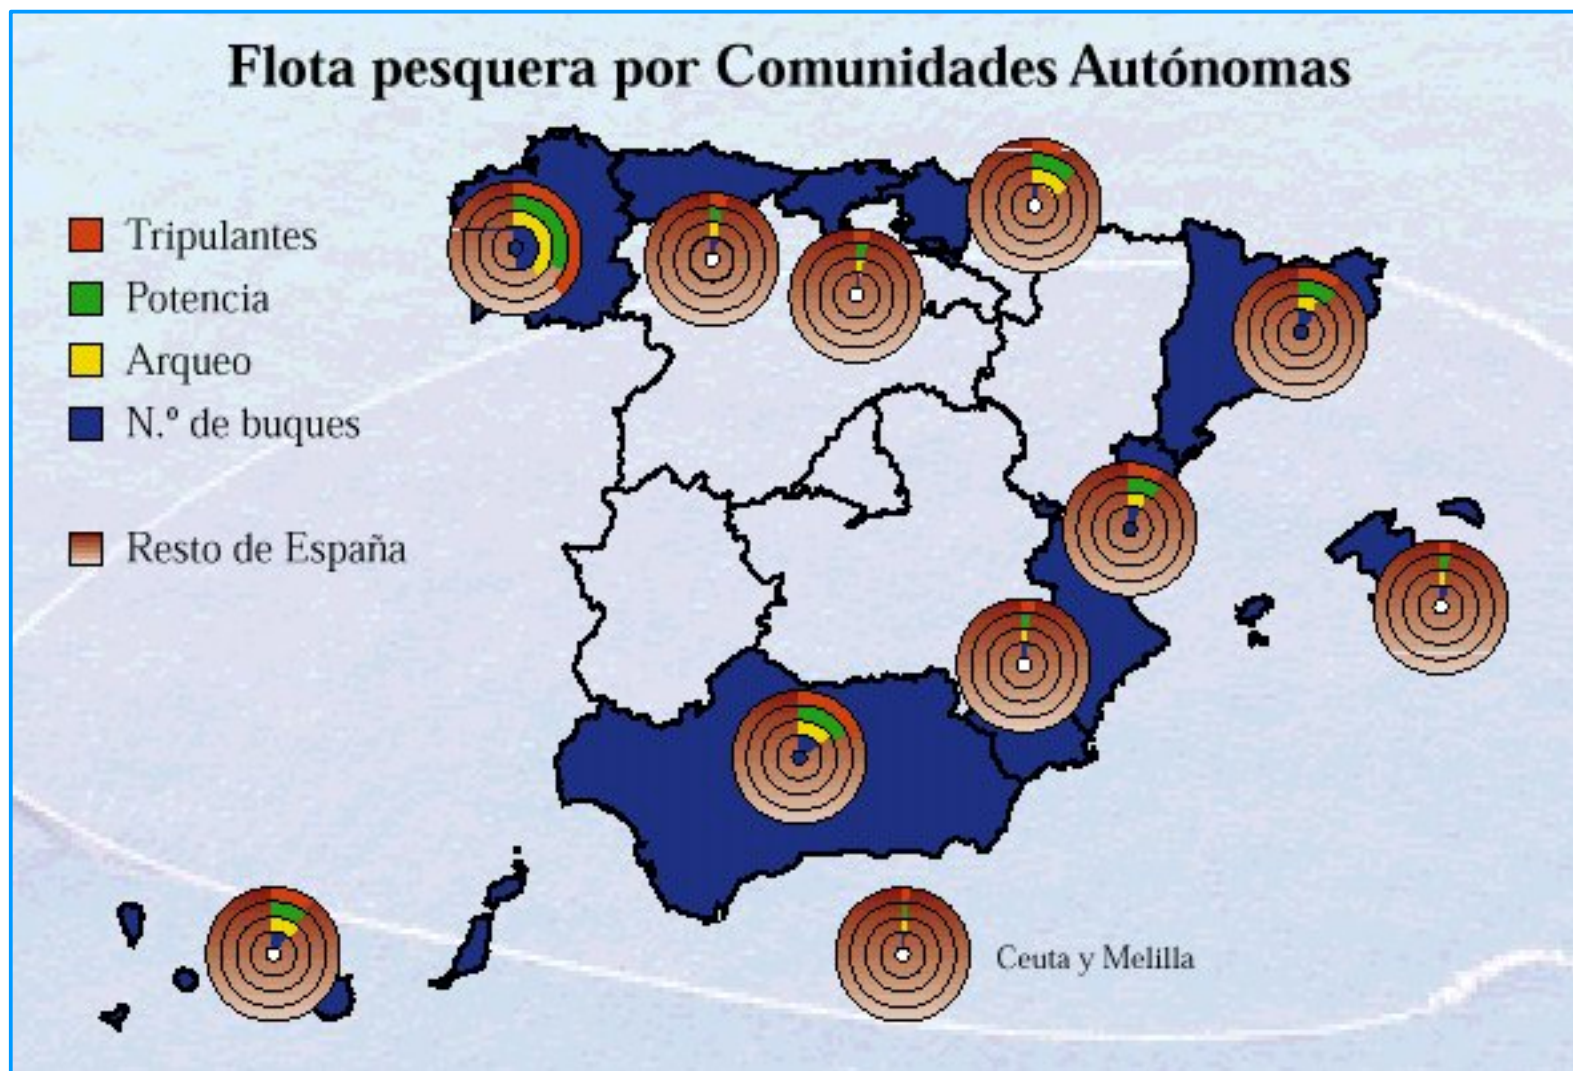 Flota pesquera por Comunidades Autónomas
Tripulantes
Potencia
Arqueo
N.º de buques
Resto de España
Ceuta y Melilla